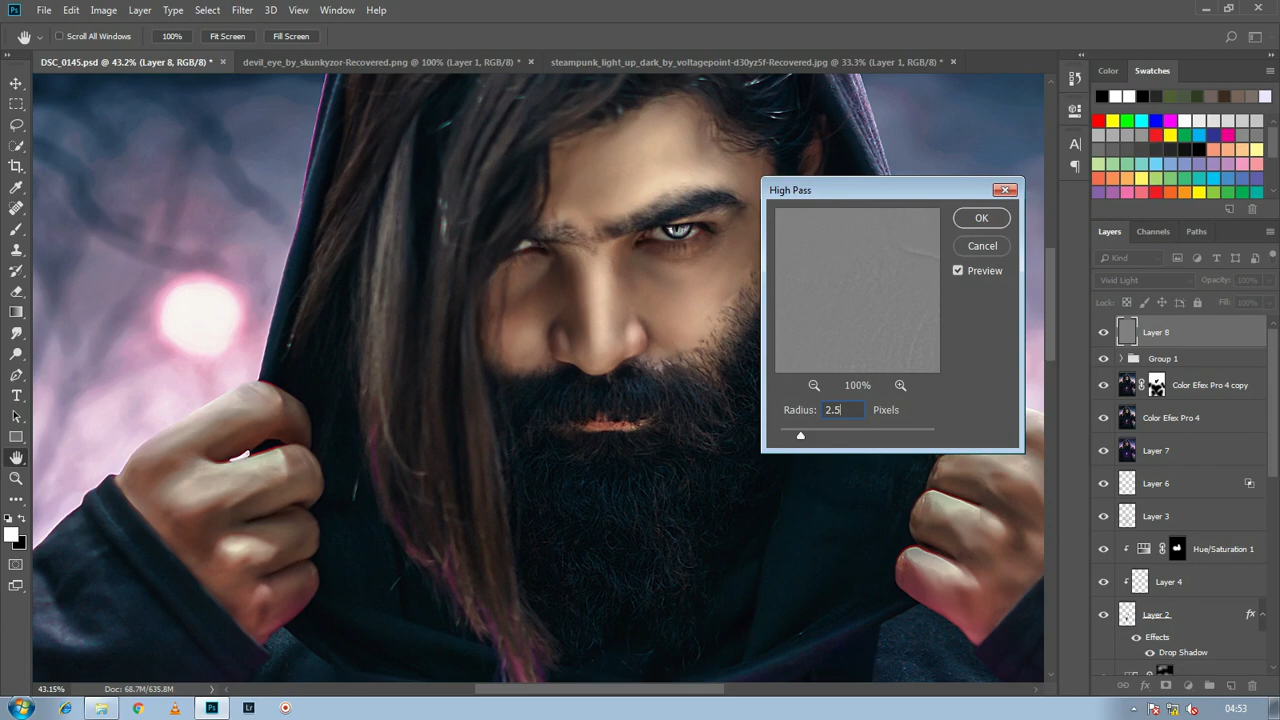 Ps File Edit Image Layer Type Select Filter 3D View Window Help
Scroll All Windows 100% Fit Screen Fill Screen
DSC_0145.psd @ 43.2% (Layer 8, RGB/8) * × devil_eye_by_skunkyzor-Recovered.png @ 100% (Layer 1, RGB/8) * × steampunk_light_up_dark_by_voltagepoint-d30yz5f-Recovered.jpg @ 33.3% (Layer 1, RGB/8) * ×
Color Swatches
High Pass
OK
Cancel
Preview
100%
Radius: 2.5 Pixels
Layers Channels Paths
Kind
Vivid Light Opacity: 100%
Lock: Fill: 100%
Layer 8
Group 1
Color Efex Pro 4 copy
Color Efex Pro 4
Layer 7
Layer 6
Layer 3
Hue/Saturation 1
Layer 4
Layer 2 fx
Effects
Drop Shadow
43.15% Doc: 68.7M/635.8M
Ps Lr 04:53